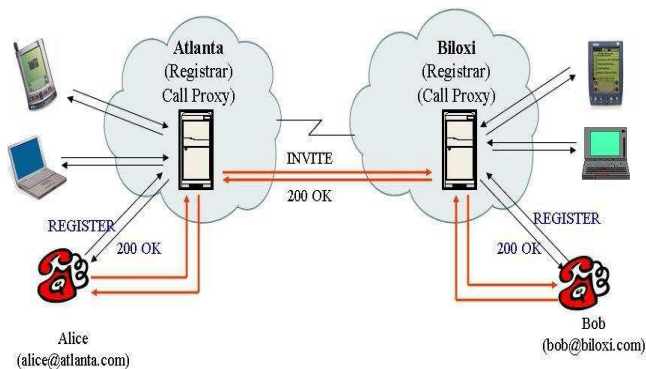 Atlanta
(Registrar)
Call Proxy)
Biloxi
(Registrar)
(Call Proxy)
INVITE
200 OK
REGISTER
200 OK
REGISTER
200 OK
Alice
(alice@atlanta.com)
Bob
(bob@biloxi.com)